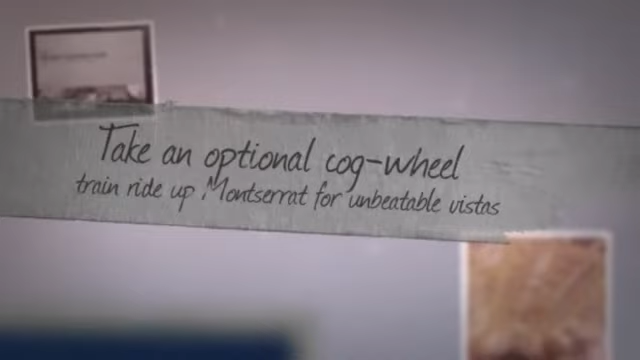 Take an optional cog-wheel
train ride up Montserrat for unbeatable vistas